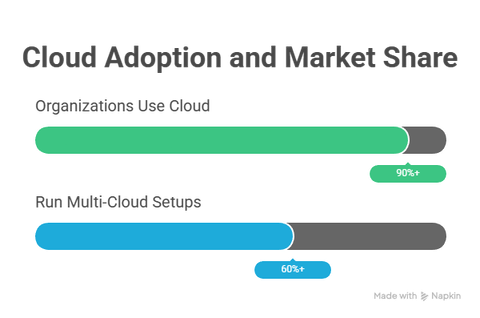 Cloud Adoption and Market Share
Organizations Use Cloud
90%+
Run Multi-Cloud Setups
60%+
Made with Napkin